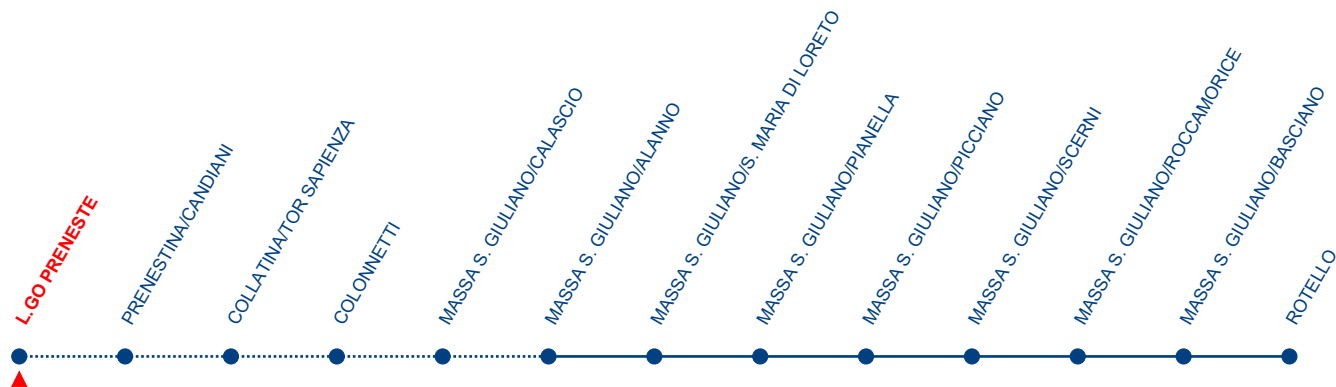 L.GO PRENESTE
PRENESTINA/CANDIANI
COLLATINA/TOR SAPIENZA
COLONNETTI
MASSA S. GIULIANO/CALASCIO
MASSA S. GIULIANO/ALANNO
MASSA S. GIULIANO/S. MARIA DI LORETO
MASSA S. GIULIANO/PIANELLA
MASSA S. GIULIANO/PICCIANO
MASSA S. GIULIANO/SCERNI
MASSA S. GIULIANO/ROCCAMORICE
MASSA S. GIULIANO/BASCIANO
ROTELLO